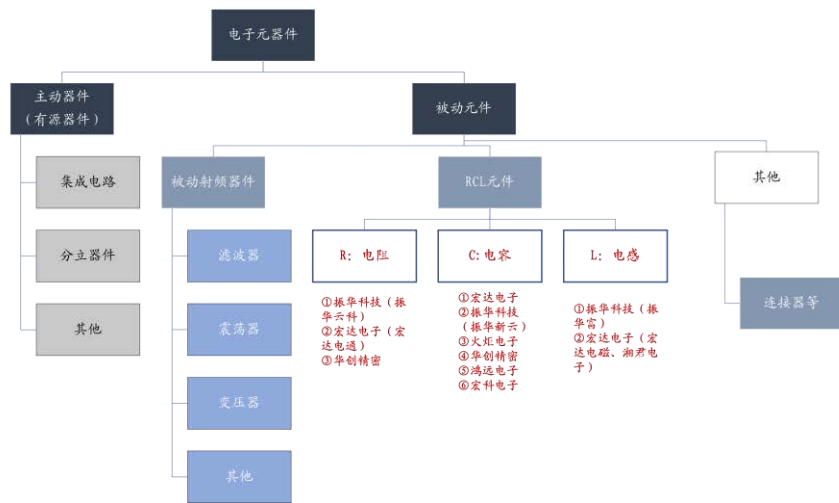 电子元器件
主动器件
（有源器件）
被动元件
集成电路
分立器件
其他
被动射频器件
滤波器
震荡器
变压器
其他
RCL元件
R：电阻
①振华科技（振
华云科）
②宏达电子（宏
达电通）
③华创精密
C:电容
①宏达电子
②振华科技
（振华新云）
③火炬电子
④华创精密
⑤鸿远电子
⑥宏科电子
L：电感
①振华科技（振
华富）
②宏达电子（宏
达电磁、湘君电
子）
其他
连接器等